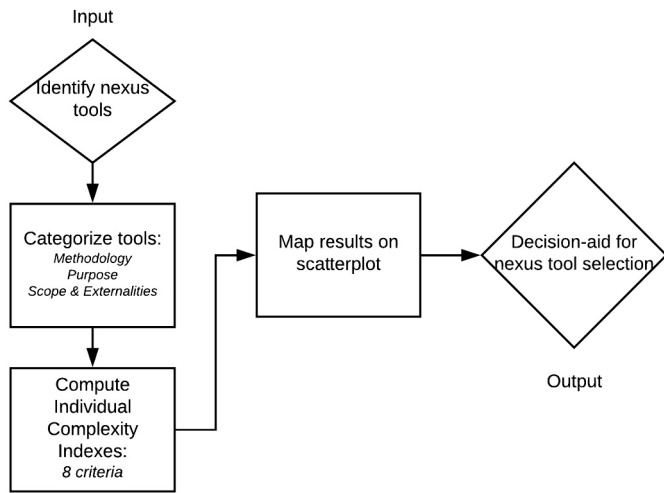 Input
Identify nexus
tools
Categorize tools:
Methodology
Purpose
Scope & Externalities
Compute
Individual
Complexity
Indexes:
8 criteria
Map results on
scatterplot
Decision-aid for
nexus tool selection
Output